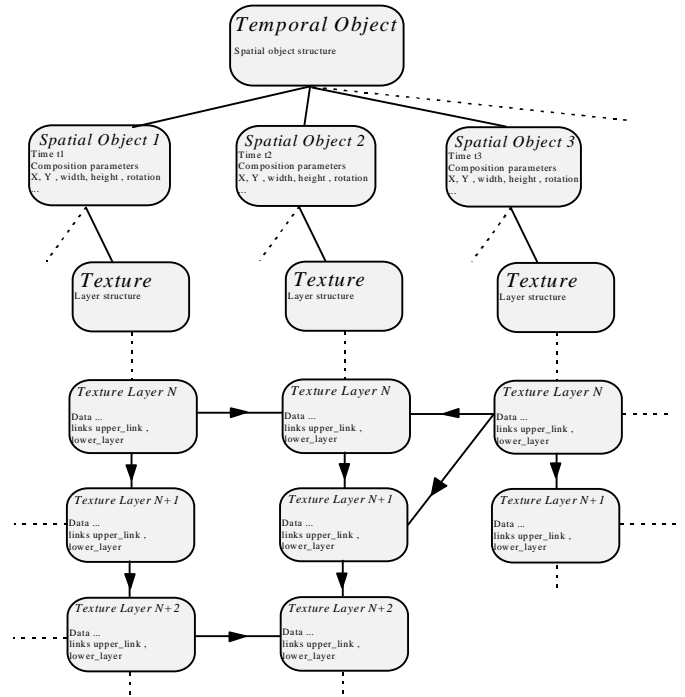 Temporal Object
Spatial object structure
Spatial Object 1
Time t1
Composition parameters
X, Y , width, height , rotation
...
Spatial Object 2
Time t2
Composition parameters
X, Y , width, height , rotation
...
Spatial Object 3
Time t3
Composition parameters
X, Y , width, height , rotation
...
Texture
Layer structure
Texture
Layer structure
Texture
Layer structure
Texture Layer N
Data ...
links upper_link ,
lower_layer
Texture Layer N
Data ...
links upper_link ,
lower_layer
Texture Layer N
Data ...
links upper_link ,
lower_layer
Texture Layer N+1
Data ...
links upper_link ,
lower_layer
Texture Layer N+1
Data ...
links upper_link ,
lower_layer
Texture Layer N+1
Data ...
links upper_link ,
lower_layer
Texture Layer N+2
Data ...
links upper_link ,
lower_layer
Texture Layer N+2
Data ...
links upper_link ,
lower_layer